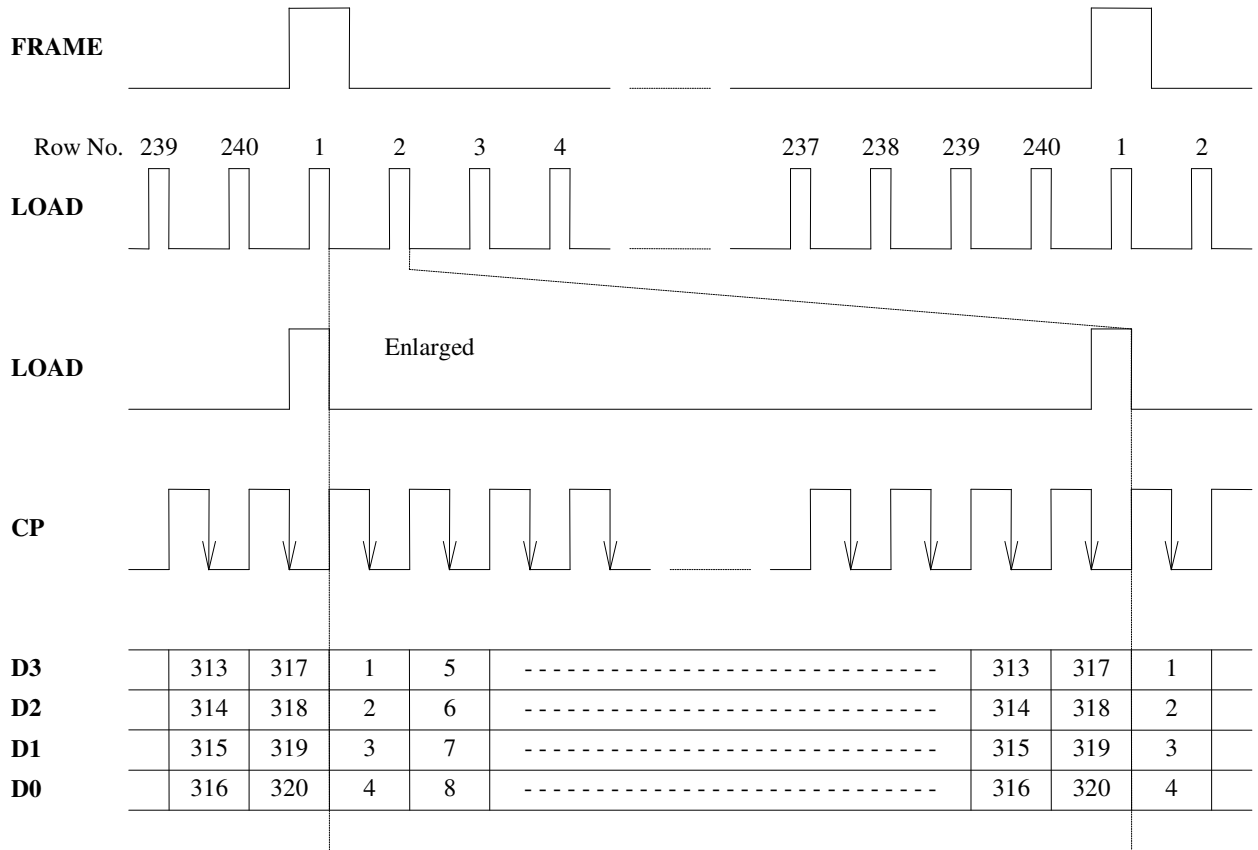 FRAME
Row No. 239 240 1 2 3 4 237 238 239 240 1 2
LOAD
Enlarged
LOAD
CP
D3 313 317 1 5 - - - - - - - - - - - - - - - - - - - - - - - - - - 313 317 1
D2 314 318 2 6 - - - - - - - - - - - - - - - - - - - - - - - - - - 314 318 2
D1 315 319 3 7 - - - - - - - - - - - - - - - - - - - - - - - - - - 315 319 3
D0 316 320 4 8 - - - - - - - - - - - - - - - - - - - - - - - - - - 316 320 4